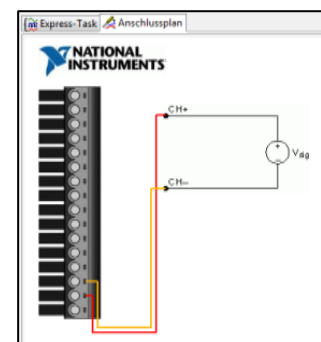 Express-Task Anschlussplan
NATIONAL
INSTRUMENTS
CH+
Vsig
CH−